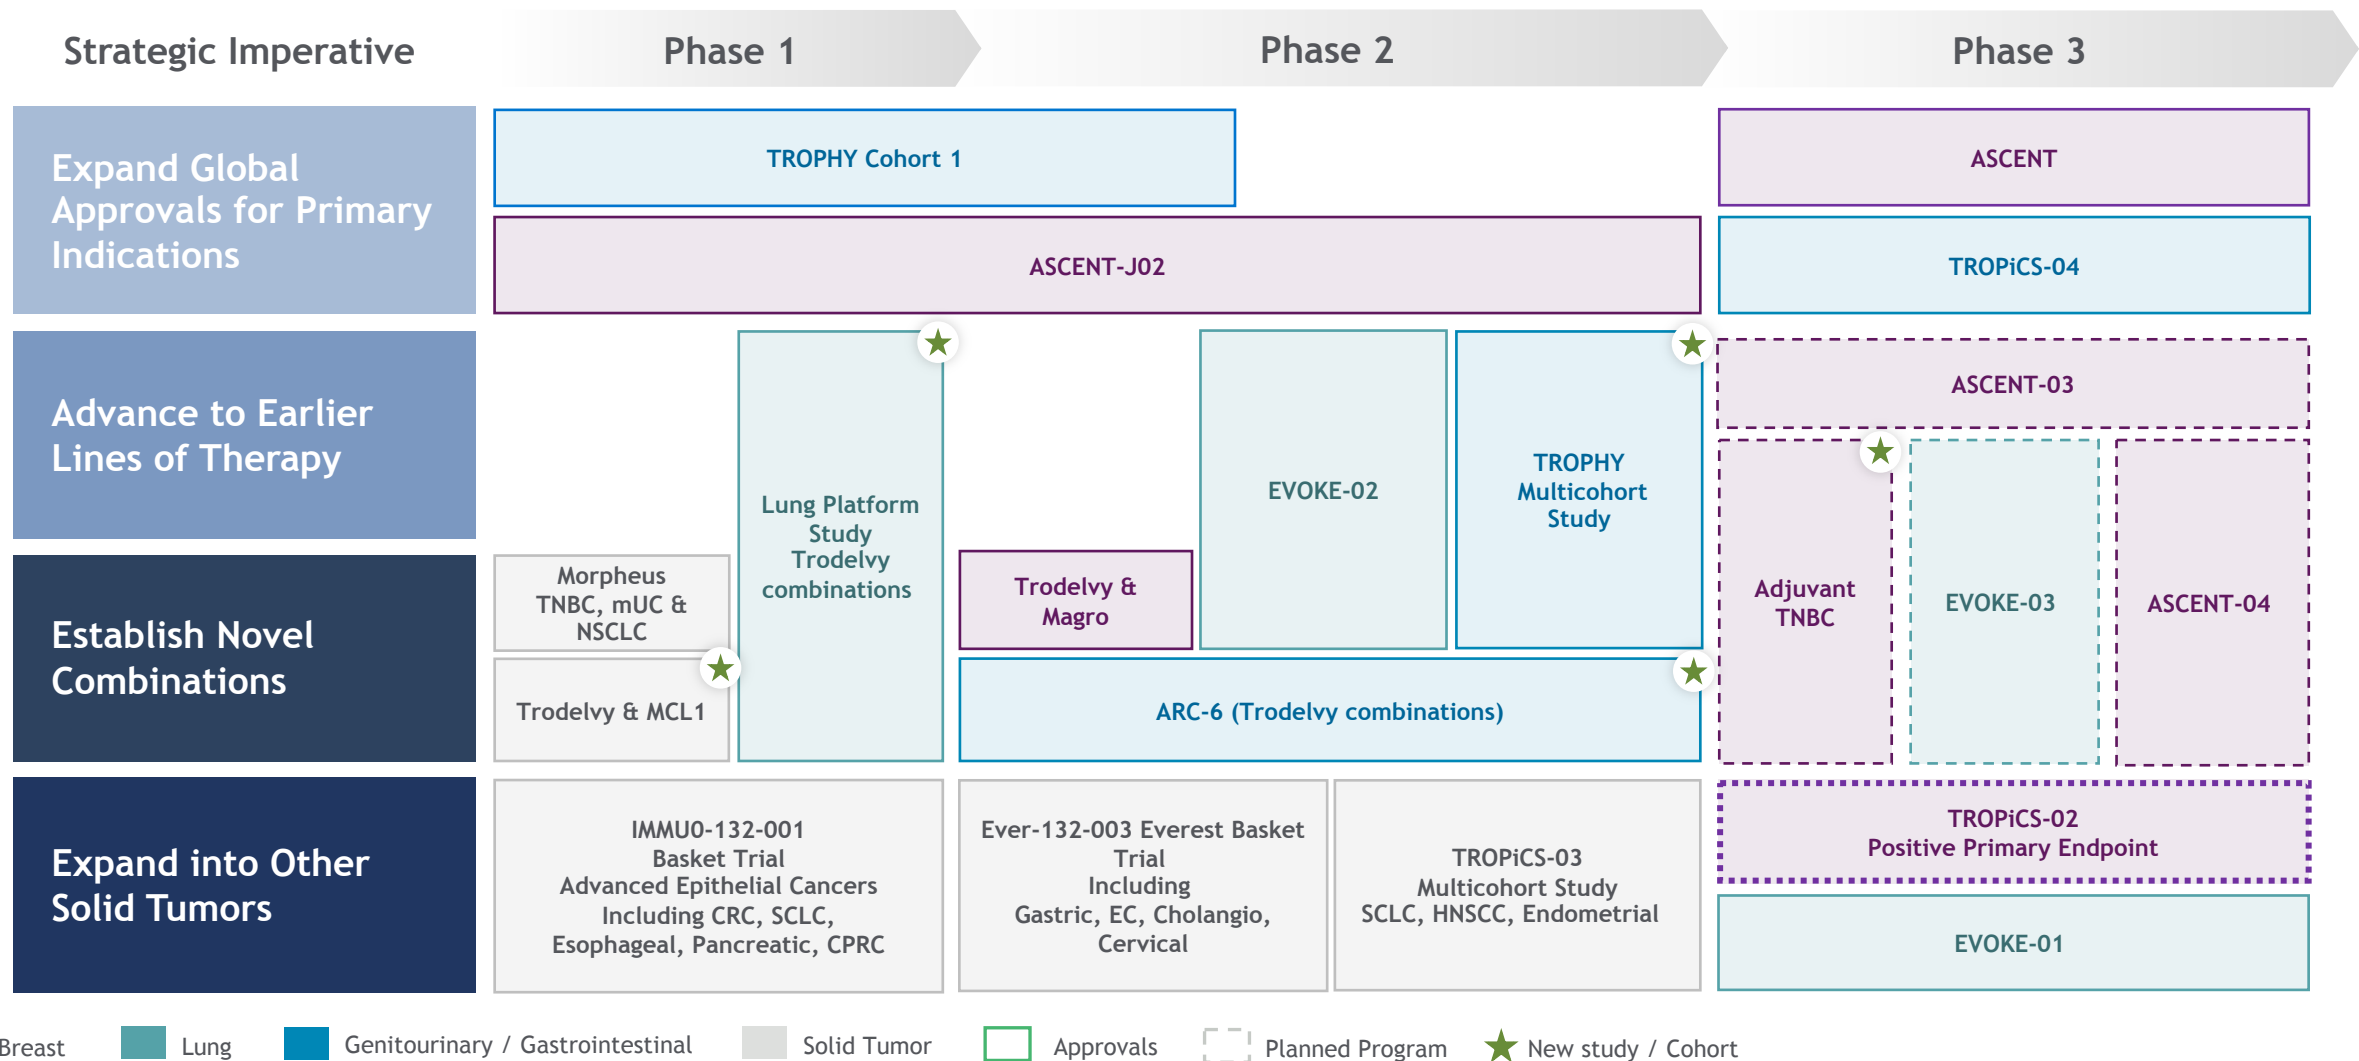 Strategic Imperative
Phase 1
Phase 2
Phase 3
Expand Global
Approvals for Primary
Indications
TROPHY Cohort 1
ASCENT
ASCENT-J02
TROPiCS-04
Advance to Earlier
Lines of Therapy
Lung Platform
Study
Trodelvy
combinations
EVOKE-02
TROPHY
Multicohort
Study
ASCENT-03
Establish Novel
Combinations
Morpheus
TNBC, mUC &
NSCLC
Trodelvy & MCL1
Trodelvy &
Magro
ARC-6 (Trodelvy combinations)
Adjuvant
TNBC
EVOKE-03
ASCENT-04
Expand into Other
Solid Tumors
IMMU0-132-001
Basket Trial
Advanced Epithelial Cancers
Including CRC, SCLC,
Esophageal, Pancreatic, CPRC
Ever-132-003 Everest Basket
Trial
Including
Gastric, EC, Cholangio,
Cervical
TROPiCS-03
Multicohort Study
SCLC, HNSCC, Endometrial
TROPiCS-02
Positive Primary Endpoint
EVOKE-01
Breast
Lung
Genitourinary / Gastrointestinal
Solid Tumor
Approvals
Planned Program
New study / Cohort